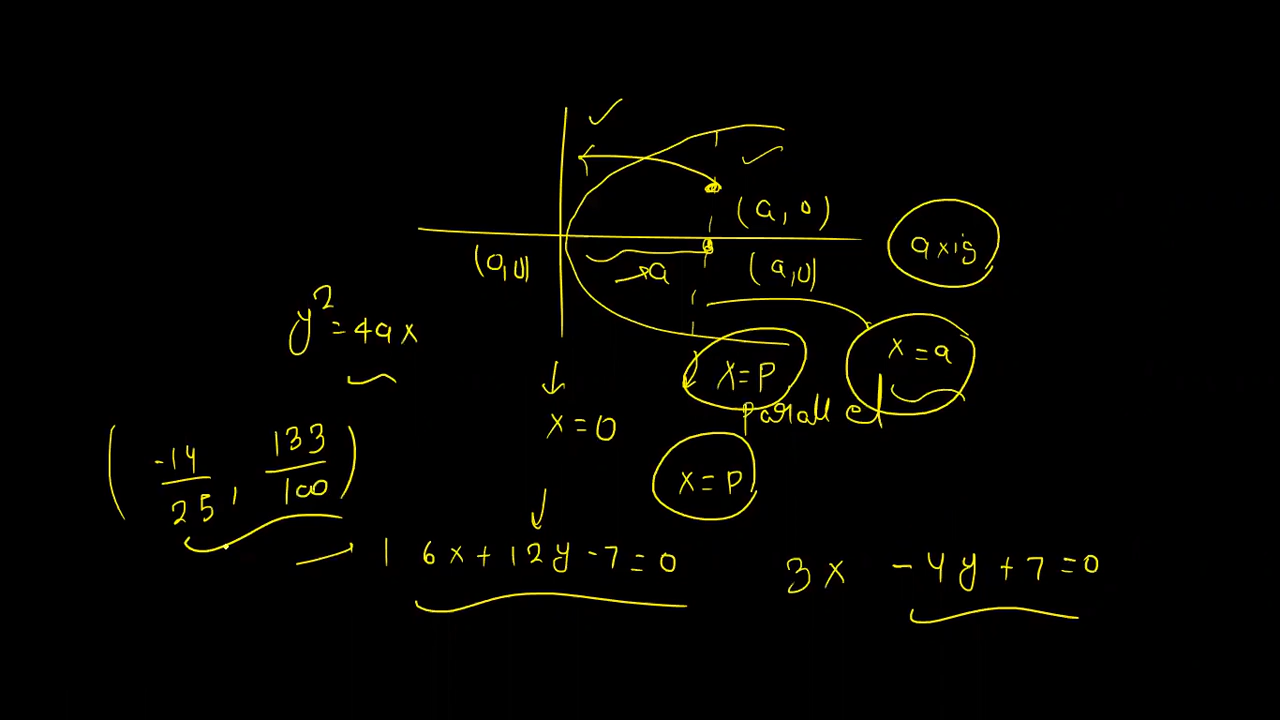 (a, 0)
axis
(0,0)
a
(a,0)
y² = 4ax
x = a
x = P
parallel
x = 0
(-14/25, 133/100)
x = P
16x + 12y - 7 = 0
3x - 4y + 7 = 0